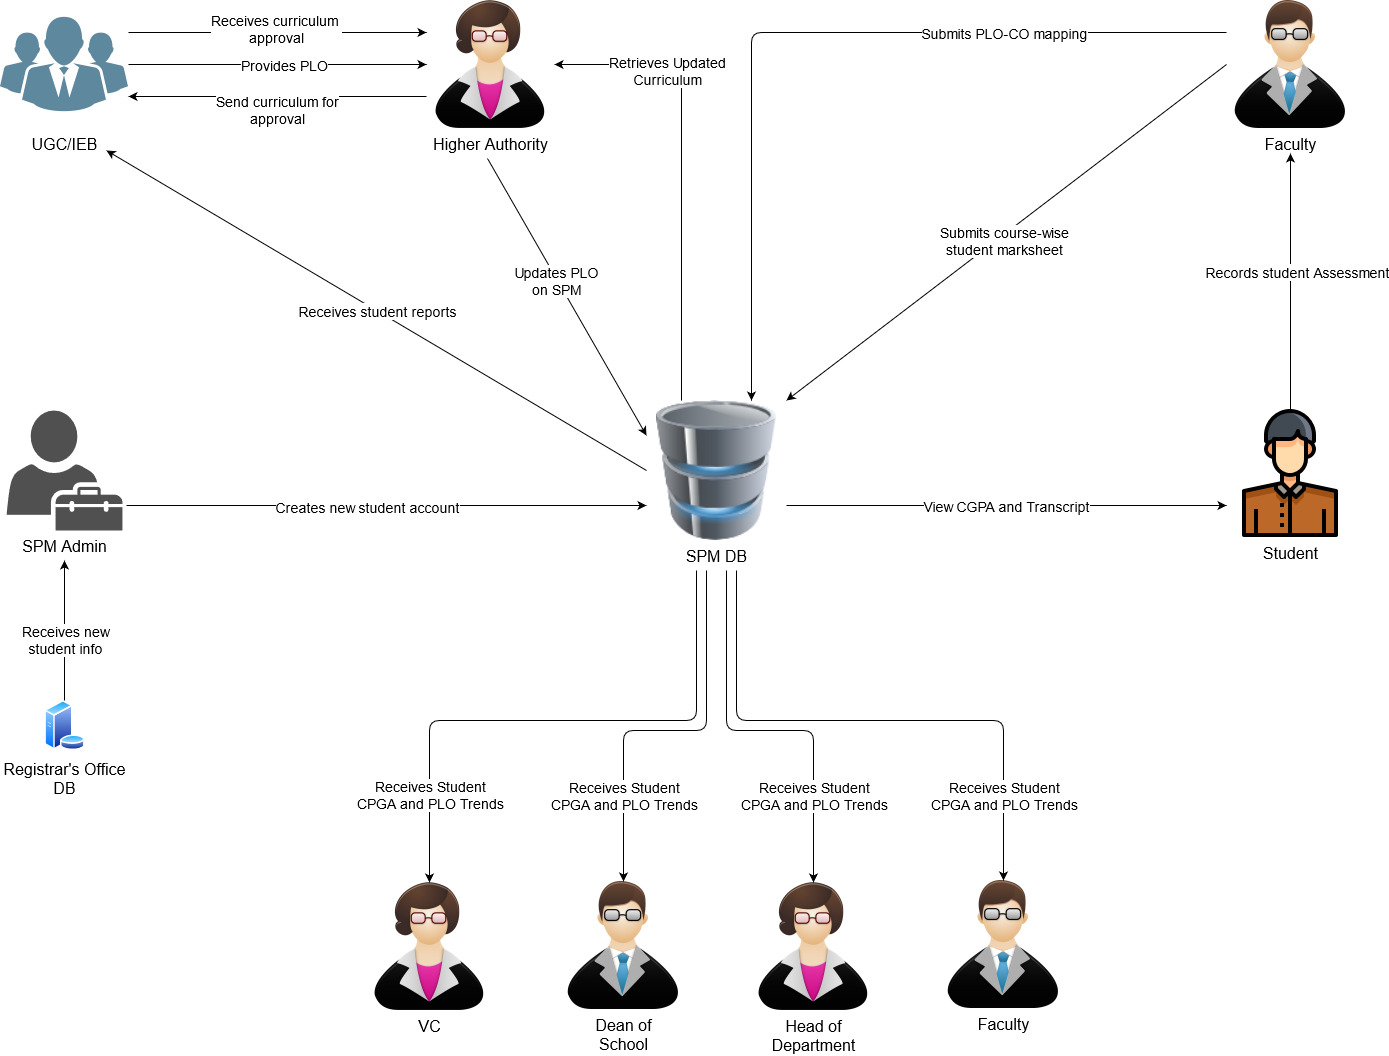 Receives curriculum
approval
Provides PLO
Send curriculum for
approval
UGC/IEB
Higher Authority
Retrieves Updated
Curriculum
Submits PLO-CO mapping
Faculty
Submits course-wise
student marksheet
Records student Assessment
Updates PLO
on SPM
Receives student reports
Creates new student account
SPM Admin
SPM DB
View CGPA and Transcript
Student
Receives new
student info
Registrar's Office
DB
Receives Student
CPGA and PLO Trends
Receives Student
CPGA and PLO Trends
Receives Student
CPGA and PLO Trends
Receives Student
CPGA and PLO Trends
VC
Dean of
School
Head of
Department
Faculty